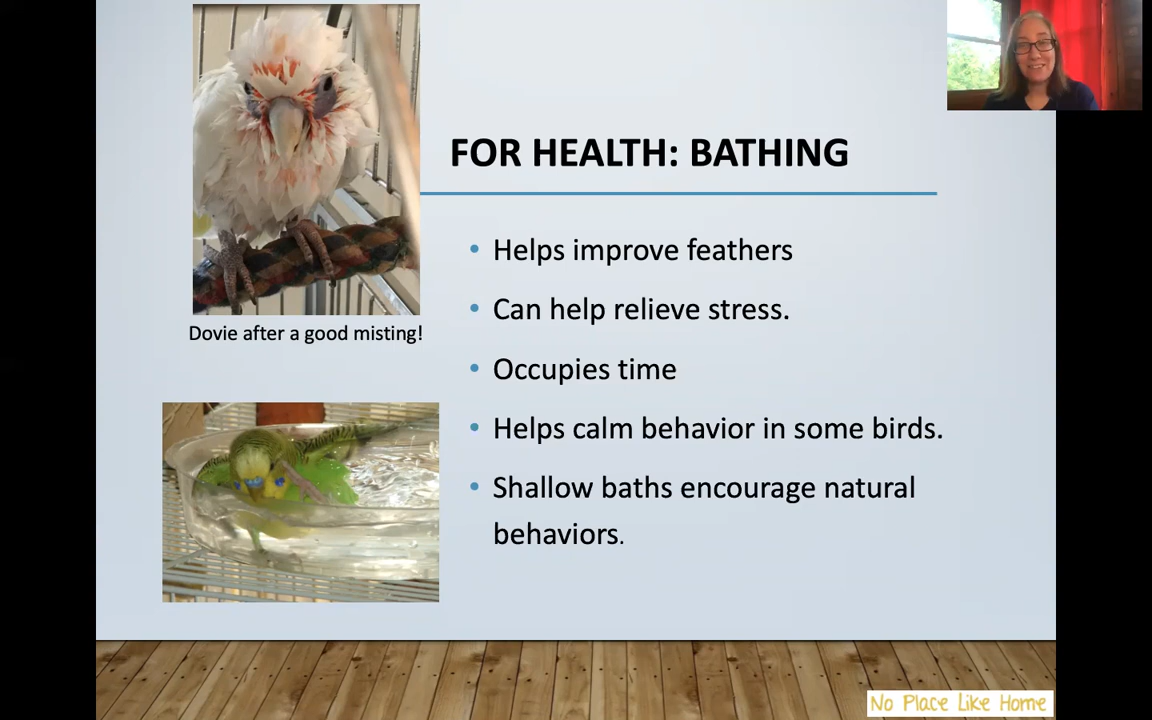 FOR HEALTH: BATHING
• Helps improve feathers
• Can help relieve stress.
• Occupies time
• Helps calm behavior in some birds.
• Shallow baths encourage natural
behaviors.
Dovie after a good misting!
No Place Like Home